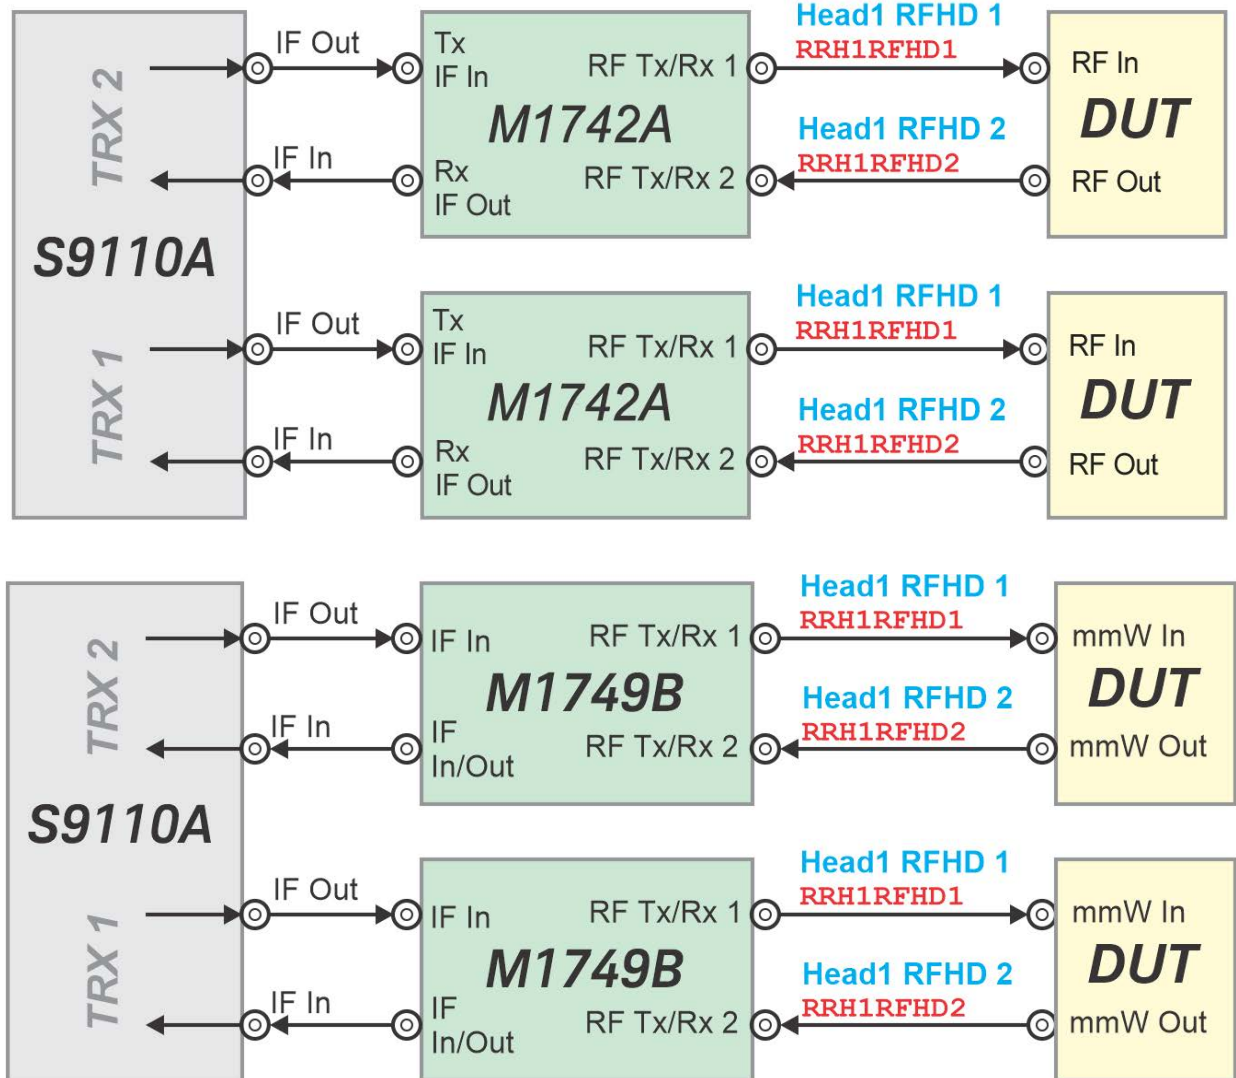 TRX 2
IF Out
Tx
IF In
RF Tx/Rx 1
M1742A
Head1 RFHD 1
RRH1RFHD1
RF In
DUT
Head1 RFHD 2
RRH1RFHD2
IF In
Rx
IF Out
RF Tx/Rx 2
RF Out
S9110A
TRX 1
IF Out
Tx
IF In
RF Tx/Rx 1
M1742A
Head1 RFHD 1
RRH1RFHD1
RF In
DUT
Head1 RFHD 2
RRH1RFHD2
IF In
Rx
IF Out
RF Tx/Rx 2
RF Out
TRX 2
IF Out
IF In
RF Tx/Rx 1
M1749B
Head1 RFHD 1
RRH1RFHD1
mmW In
DUT
Head1 RFHD 2
RRH1RFHD2
IF In
IF
In/Out
RF Tx/Rx 2
mmW Out
S9110A
TRX 1
IF Out
IF In
RF Tx/Rx 1
M1749B
Head1 RFHD 1
RRH1RFHD1
mmW In
DUT
Head1 RFHD 2
RRH1RFHD2
IF In
IF
In/Out
RF Tx/Rx 2
mmW Out